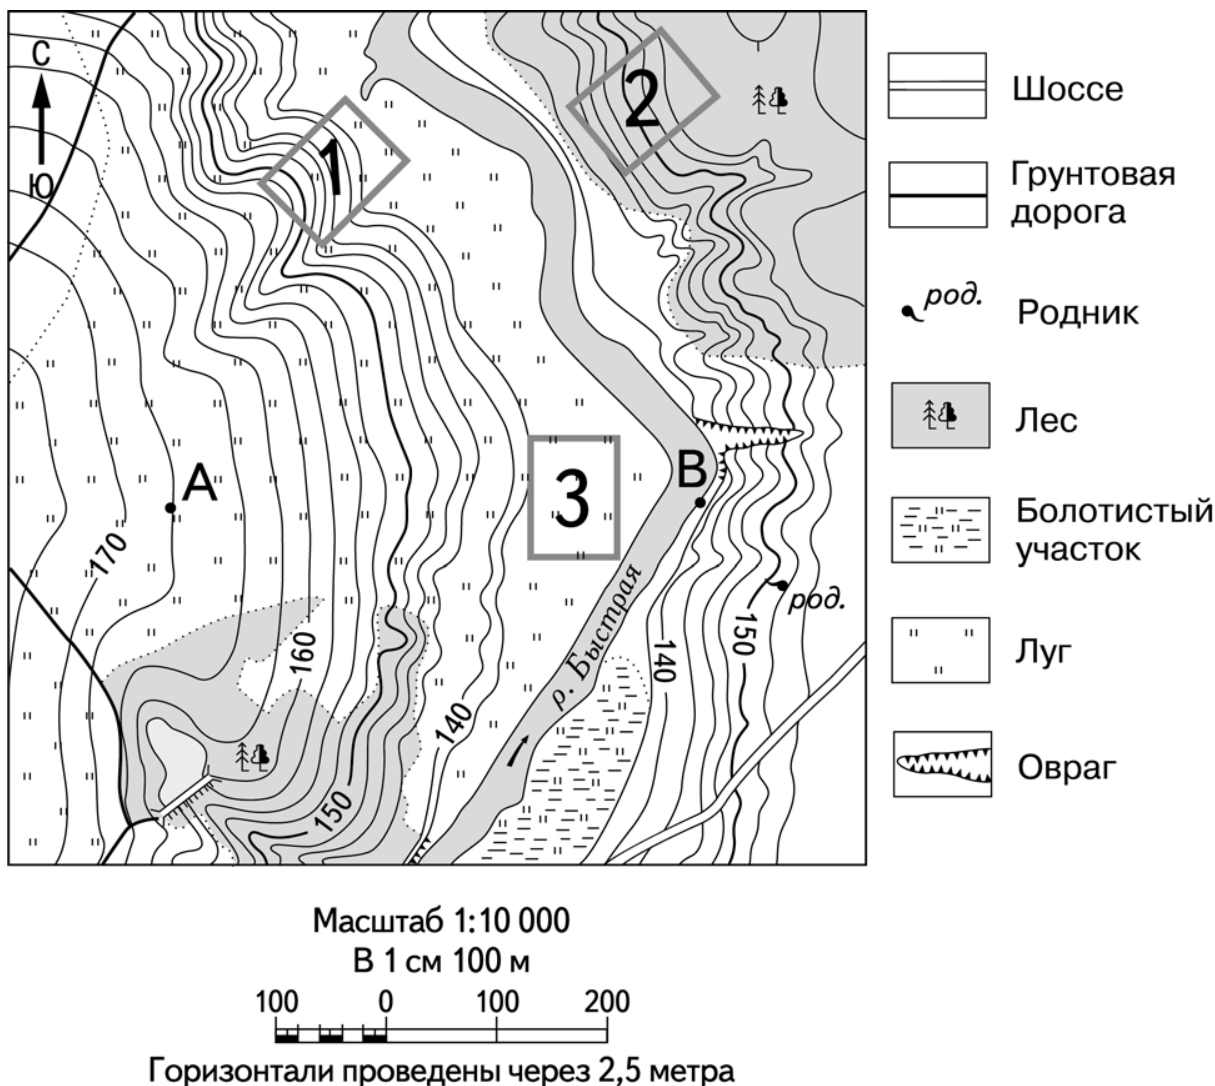 С
Ю
1
2
А
В
3
170
160
150
140
р. Быстрая
140
150
род.
Шоссе
Грунтовая
дорога
род.
Родник
Лес
Болотистый
участок
Луг
Овраг
Масштаб 1:10 000
В 1 см 100 м
100 0 100 200
Горизонтали проведены через 2,5 метра